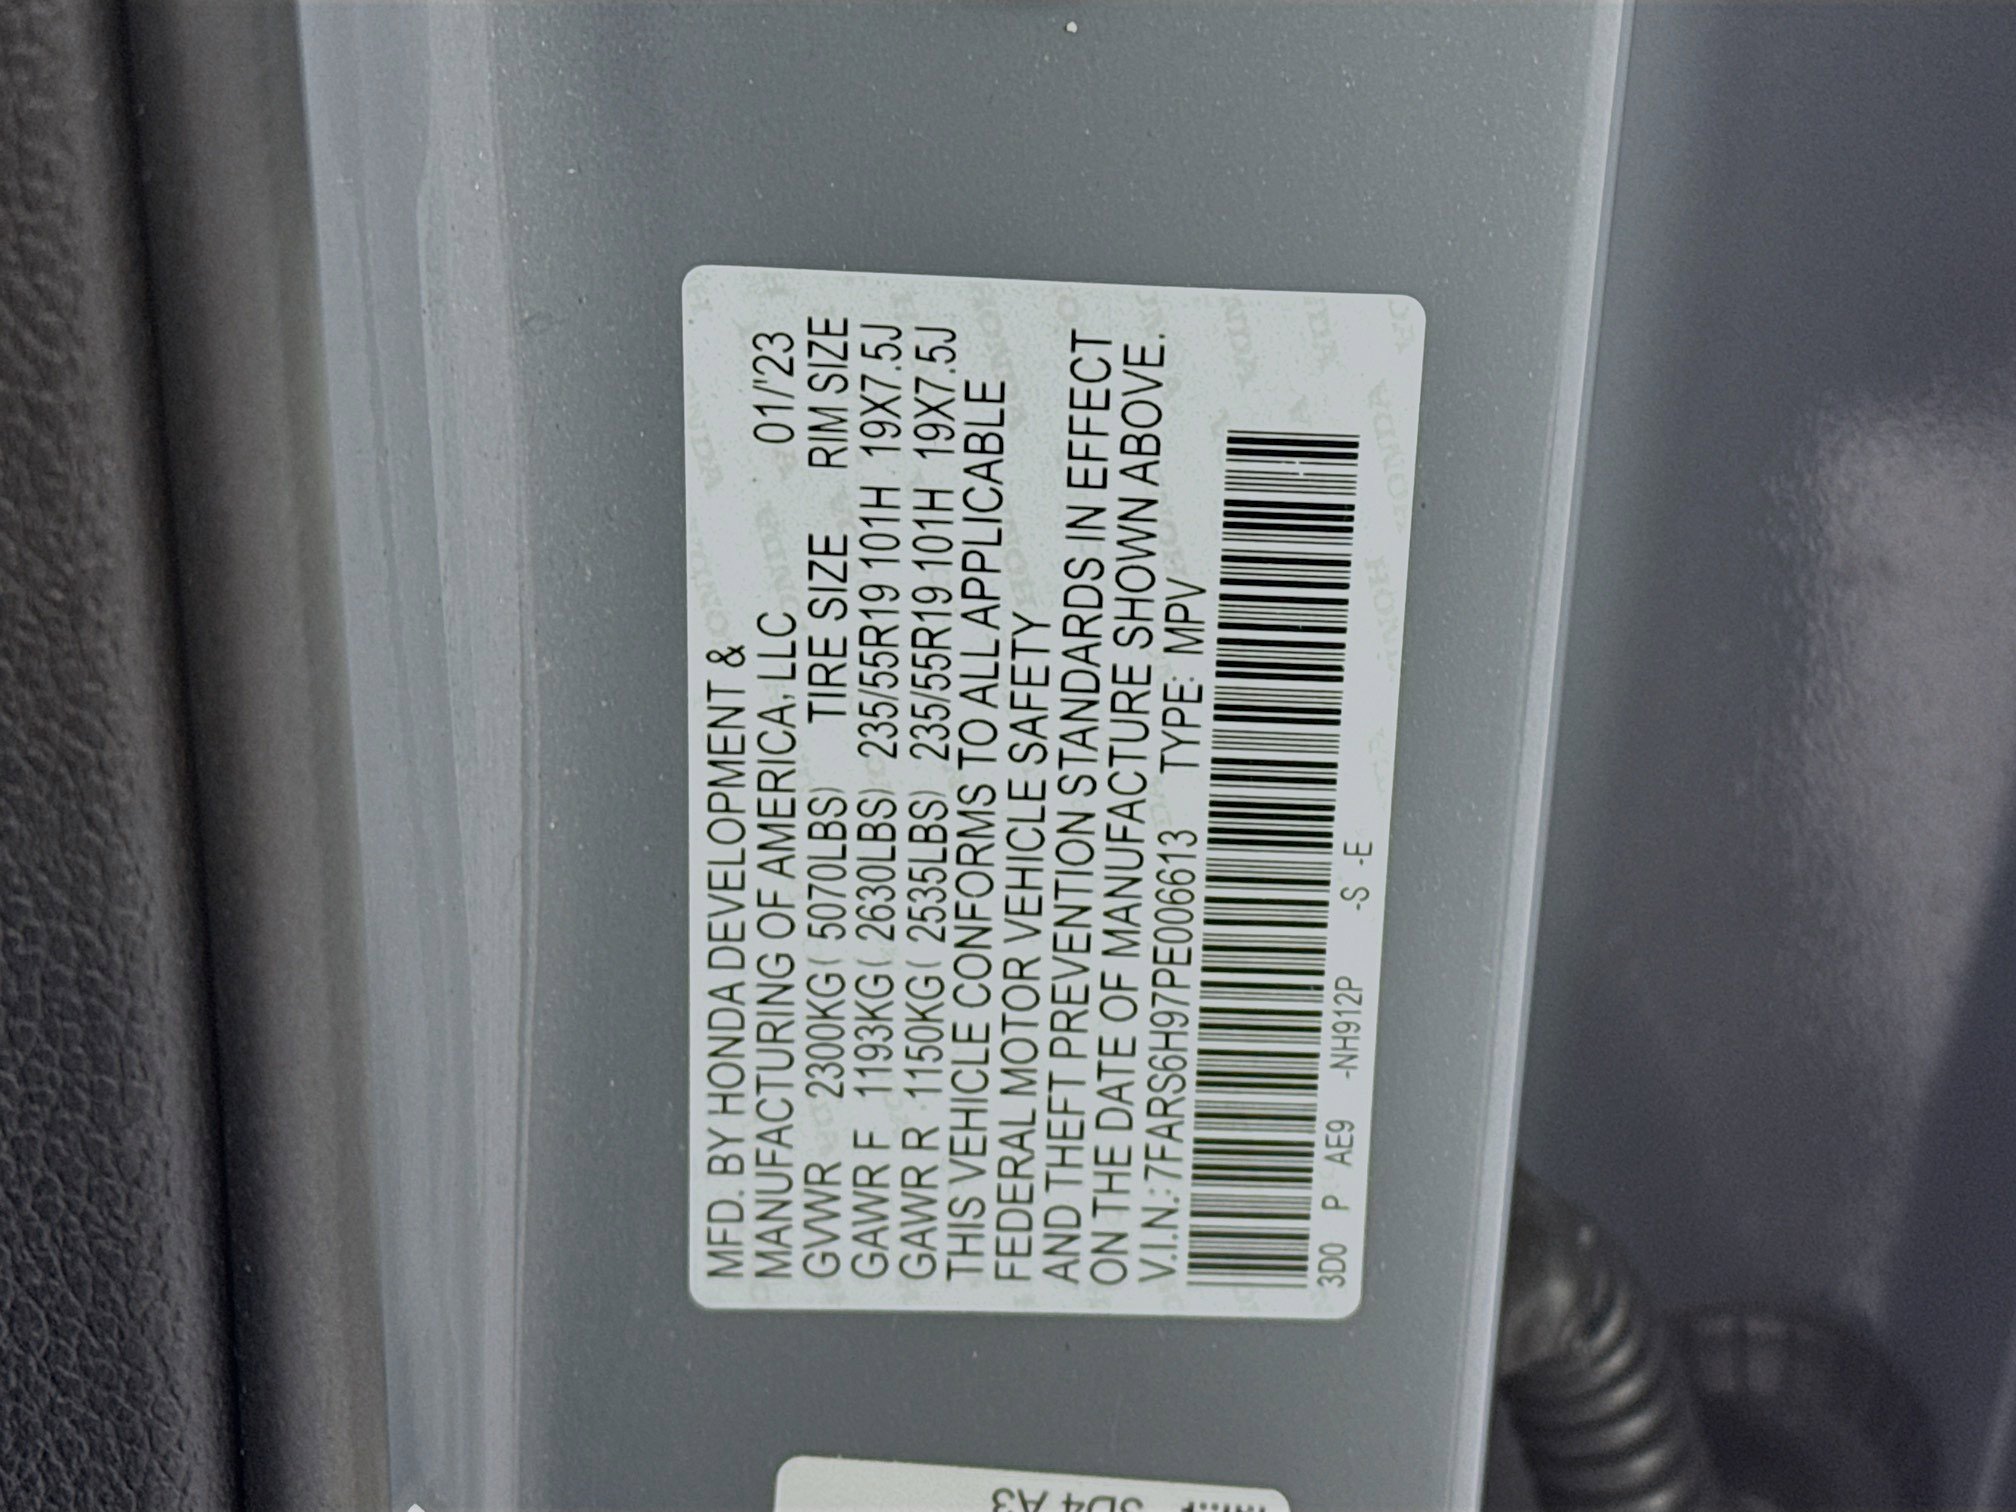 MFD. BY HONDA DEVELOPMENT &
MANUFACTURING OF AMERICA, LLC 01/'23
GVWR 2300KG( 5070LBS) TIRE SIZE RIM SIZE
GAWR F 1193KG( 2630LBS) 235/55R19 101H 19X7.5J
GAWR R 1150KG( 2535LBS) 235/55R19 101H 19X7.5J
THIS VEHICLE CONFORMS TO ALL APPLICABLE
FEDERAL MOTOR VEHICLE SAFETY
AND THEFT PREVENTION STANDARDS IN EFFECT
ON THE DATE OF MANUFACTURE SHOWN ABOVE.
V.I.N.:7FARS6H97PE006613 TYPE: MPV
3D0 P AE9 -NH912P -S -E
3D4 A3